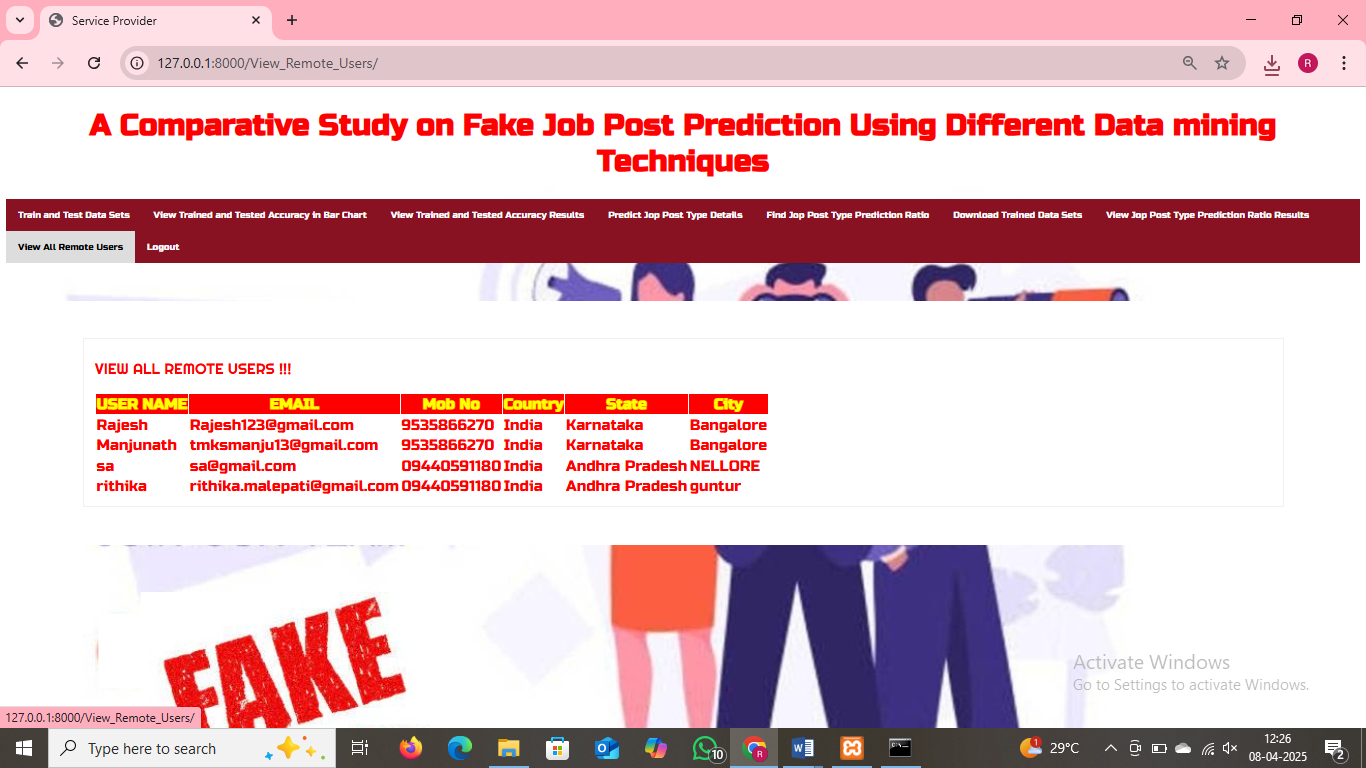 Service Provider
127.0.0.1:8000/View_Remote_Users/
R
A Comparative Study on Fake Job Post Prediction Using Different Data mining
Techniques
Train and Test Data Sets View Trained and Tested Accuracy in Bar Chart View Trained and Tested Accuracy Results Predict Jop Post Type Details Find Jop Post Type Prediction Ratio Download Trained Data Sets View Jop Post Type Prediction Ratio Results
View All Remote Users Logout
VIEW ALL REMOTE USERS !!!
USER NAME EMAIL Mob No Country State City
Rajesh Rajesh123@gmail.com 9535866270 India Karnataka Bangalore
Manjunath tmksmanju13@gmail.com 9535866270 India Karnataka Bangalore
sa sa@gmail.com 09440591180 India Andhra Pradesh NELLORE
rithika rithika.malepati@gmail.com 09440591180 India Andhra Pradesh guntur
FAKE
Activate Windows
Go to Settings to activate Windows.
127.0.0.1:8000/View_Remote_Users/
Type here to search 10 R 1 29°C 12:26
08-04-2025 2